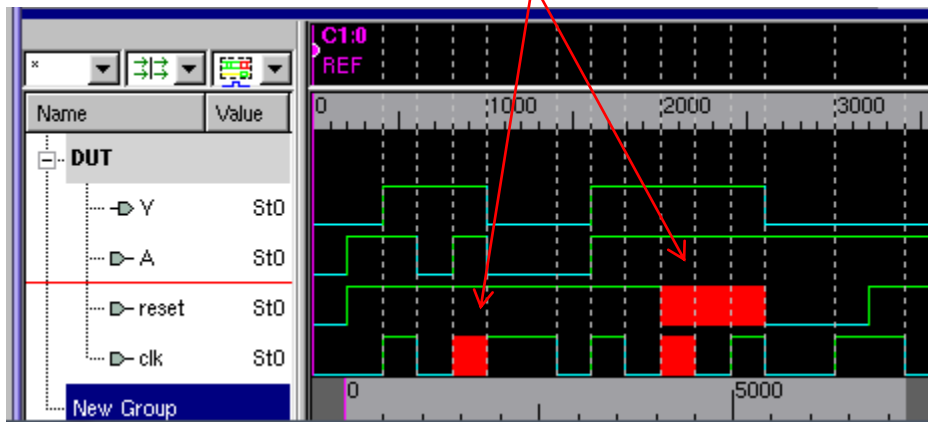 C1:0
REF
*
Name Value
0 1000 2000 3000
DUT
Y St0
A St0
reset St0
clk St0
0 5000
New Group